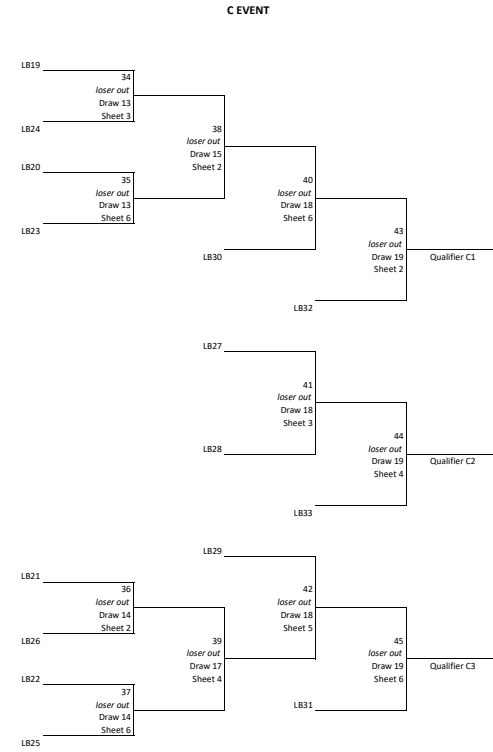 C EVENT
LB19
34
loser out
Draw 13
Sheet 3
LB24
38
loser out
Draw 15
Sheet 2
LB20
35
loser out
Draw 13
Sheet 6
LB23
40
loser out
Draw 18
Sheet 6
LB30
43
loser out
Draw 19
Sheet 2
Qualifier C1
LB32
LB27
41
loser out
Draw 18
Sheet 3
LB28
44
loser out
Draw 19
Sheet 4
Qualifier C2
LB33
LB29
LB21
36
loser out
Draw 14
Sheet 2
LB26
42
loser out
Draw 18
Sheet 5
39
loser out
Draw 17
Sheet 4
45
loser out
Draw 19
Sheet 6
Qualifier C3
LB22
37
loser out
Draw 14
Sheet 6
LB25
LB31